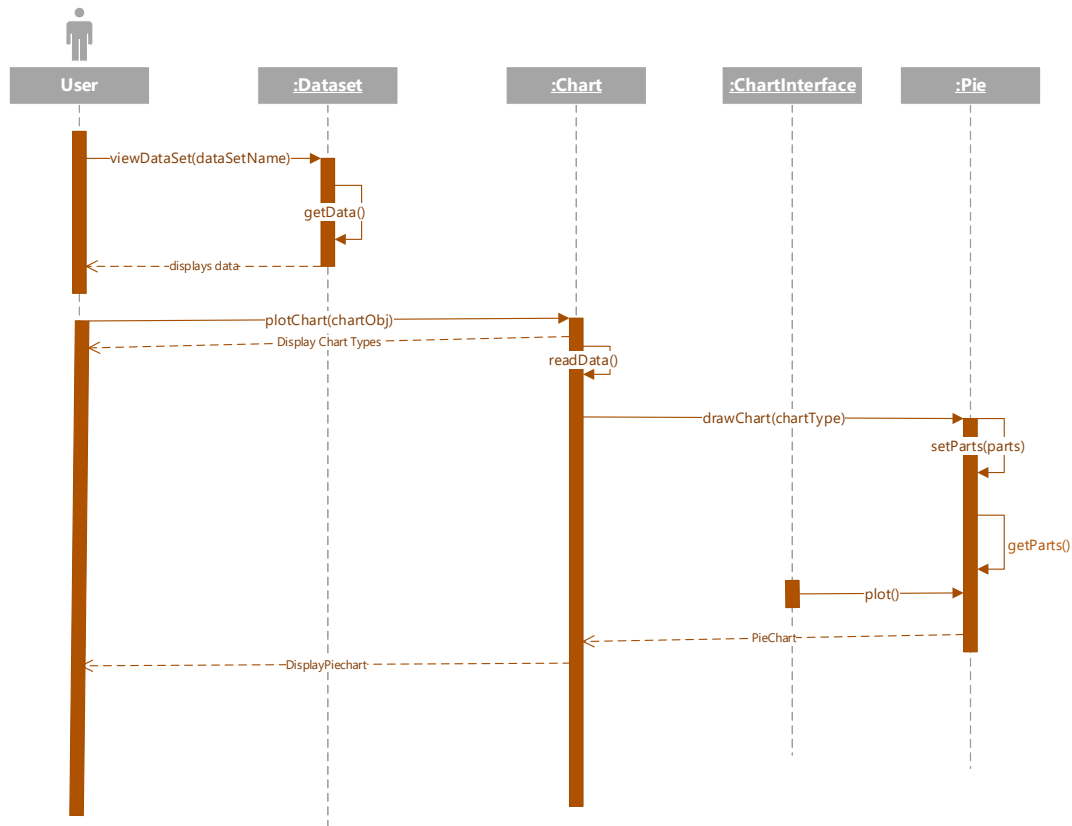 User
:Dataset
:Chart
:ChartInterface
:Pie
viewDataSet(dataSetName)
getData()
displays data
plotChart(chartObj)
Display Chart Types
readData()
drawChart(chartType)
setParts(parts)
getParts()
plot()
PieChart
DisplayPiechart